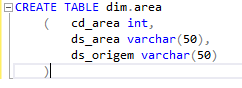 CREATE TABLE dim.area
( cd_area int,
ds_area varchar(50),
ds_origem varchar(50)
)